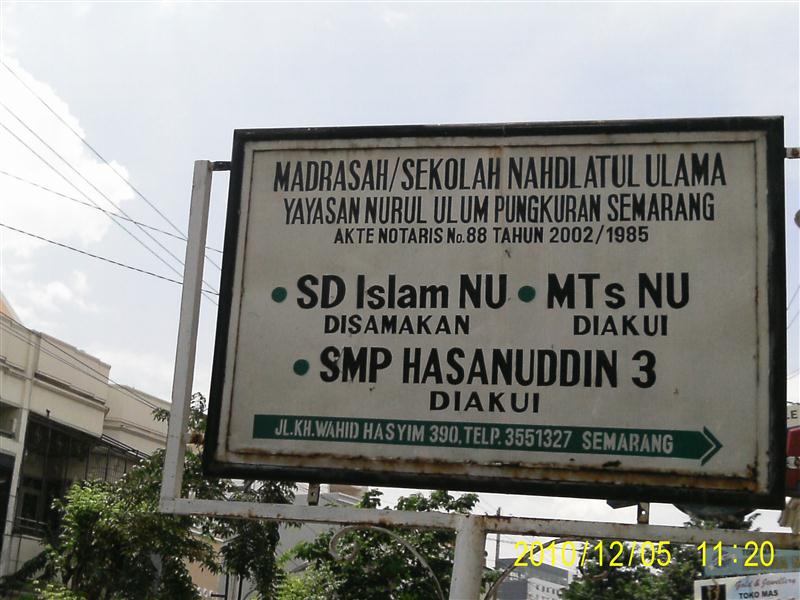 MADRASAH/SEKOLAH NAHDLATUL ULAMA
YAYASAN NURUL ULUM PUNGKURAN SEMARANG
AKTE NOTARIS No.88 TAHUN 2002/1985
• SD Islam NU • MTs NU
DISAMAKAN DIAKUI
• SMP HASANUDDIN 3
DIAKUI
JL.KH.WAHID HASYIM 390.TELP. 3551327 SEMARANG
2010/12/05 11:20
Gold & Jewellery
TOKO MAS